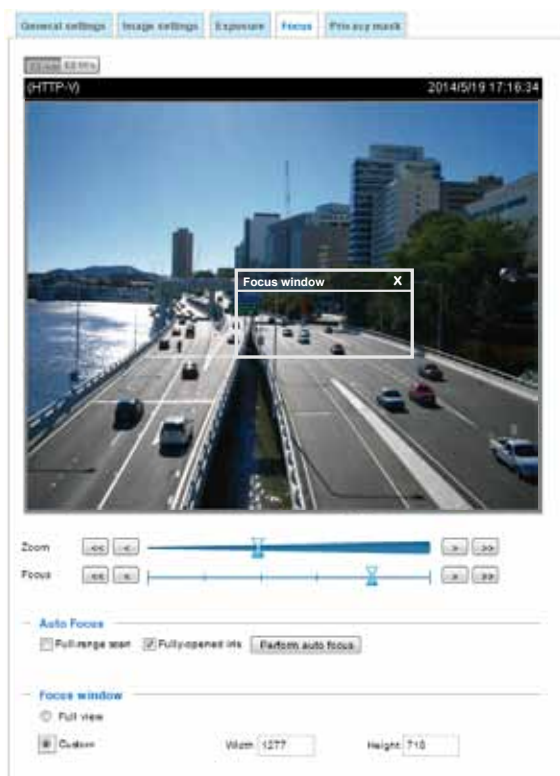 General settings Image settings Exposure Focus Privacy mask
(HTTP-V) 2014/5/19 17:16:34
Focus window X
Zoom << < > >>
Focus << < > >>
Auto Focus
Full-range scan Fully-opened iris Perform auto focus
Focus window
Full view
Custom Width 1277 Height